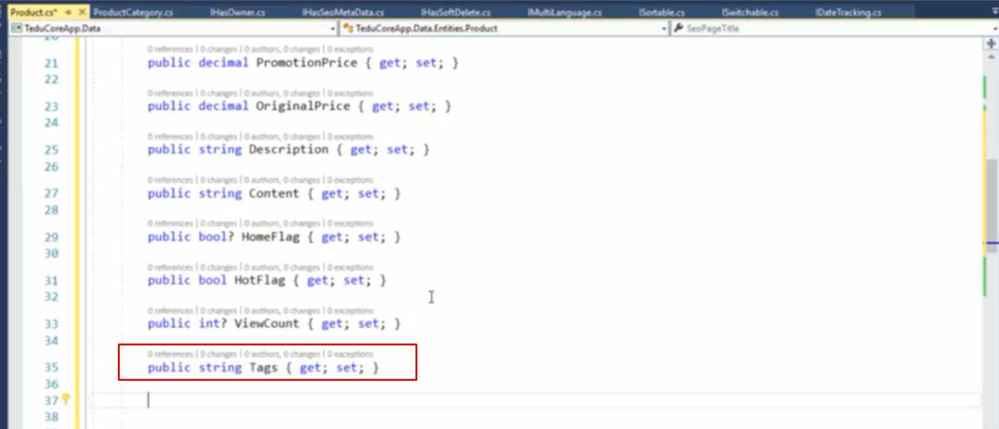 Product.cs* ProductCategory.cs IHasOwner.cs IHasSeoMetaData.cs IHasSoftDelete.cs IMultiLanguage.cs ISortable.cs ISwitchable.cs IDateTracking.cs
TeduCoreApp.Data TeduCoreApp.Data.Entities.Product SeoPageTitle
20
0 references | 0 changes | 0 authors, 0 changes | 0 exceptions
21 public decimal PromotionPrice { get; set; }
22
0 references | 0 changes | 0 authors, 0 changes | 0 exceptions
23 public decimal OriginalPrice { get; set; }
24
0 references | 0 changes | 0 authors, 0 changes | 0 exceptions
25 public string Description { get; set; }
26
0 references | 0 changes | 0 authors, 0 changes | 0 exceptions
27 public string Content { get; set; }
28
0 references | 0 changes | 0 authors, 0 changes | 0 exceptions
29 public bool? HomeFlag { get; set; }
30
0 references | 0 changes | 0 authors, 0 changes | 0 exceptions
31 public bool HotFlag { get; set; }
32
0 references | 0 changes | 0 authors, 0 changes | 0 exceptions
33 public int? ViewCount { get; set; }
34
0 references | 0 changes | 0 authors, 0 changes | 0 exceptions
35 public string Tags { get; set; }
36
37
38